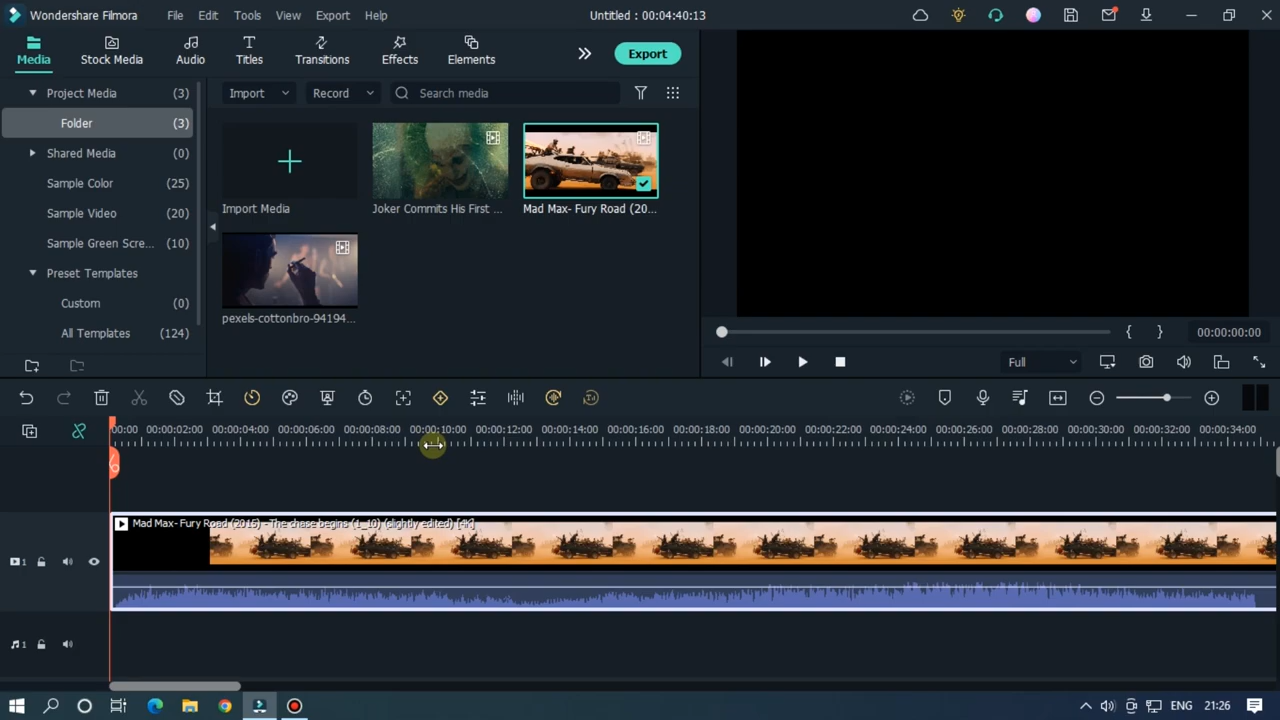 Wondershare Filmora
File Edit Tools View Export Help
Untitled : 00:04:40:13
Media
Stock Media
Audio
Titles
Transitions
Effects
Elements
Export
Project Media (3)
Folder (3)
Shared Media (0)
Sample Color (25)
Sample Video (20)
Sample Green Scre... (10)
Preset Templates
Custom (0)
All Templates (124)
Import
Record
Search media
Import Media
Joker Commits His First ...
Mad Max- Fury Road (20...
pexels-cottonbro-94194...
00:00:00:00
Full
00:00 00:00:02:00 00:00:04:00 00:00:06:00 00:00:08:00 00:00:10:00 00:00:12:00 00:00:14:00 00:00:16:00 00:00:18:00 00:00:20:00 00:00:22:00 00:00:24:00 00:00:26:00 00:00:28:00 00:00:30:00 00:00:32:00 00:00:34:00
Mad Max- Fury Road (2015) - The chase begins (1_10) (slightly edited) [4K]
1
1
ENG
21:26